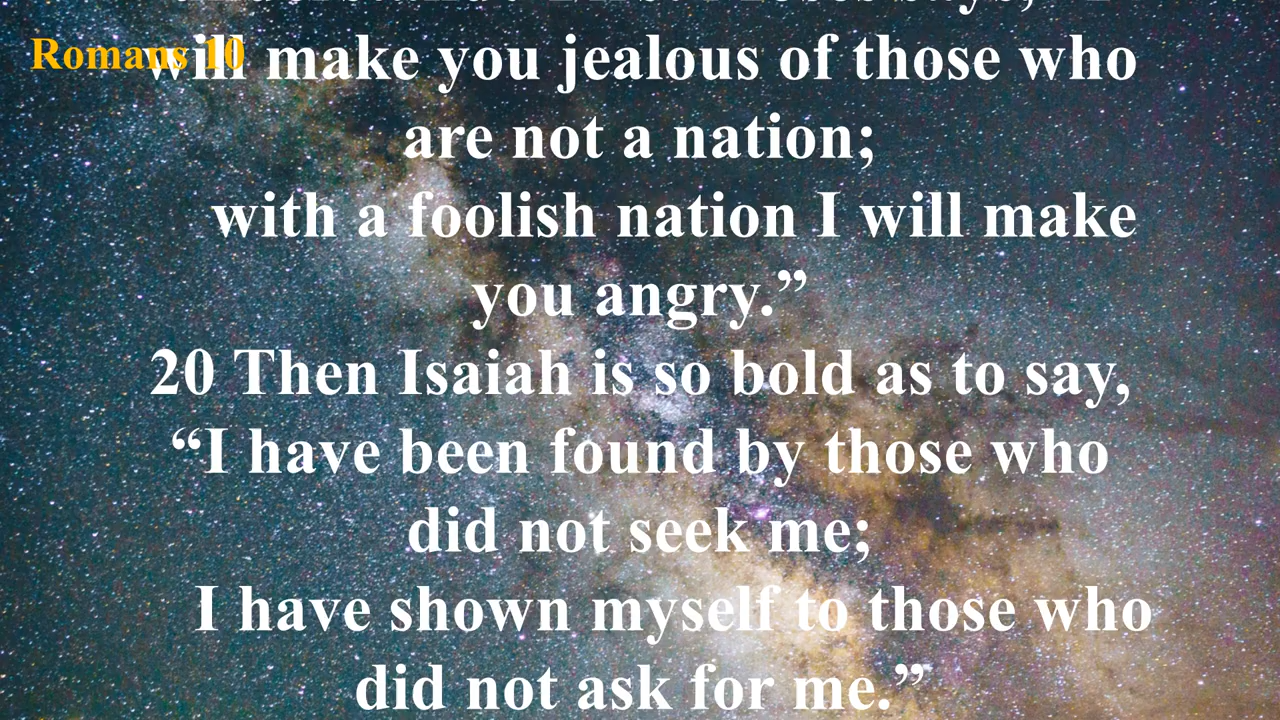 Romans 10
will make you jealous of those who
are not a nation;
with a foolish nation I will make
you angry.”
20 Then Isaiah is so bold as to say,
“I have been found by those who
did not seek me;
I have shown myself to those who
did not ask for me.”